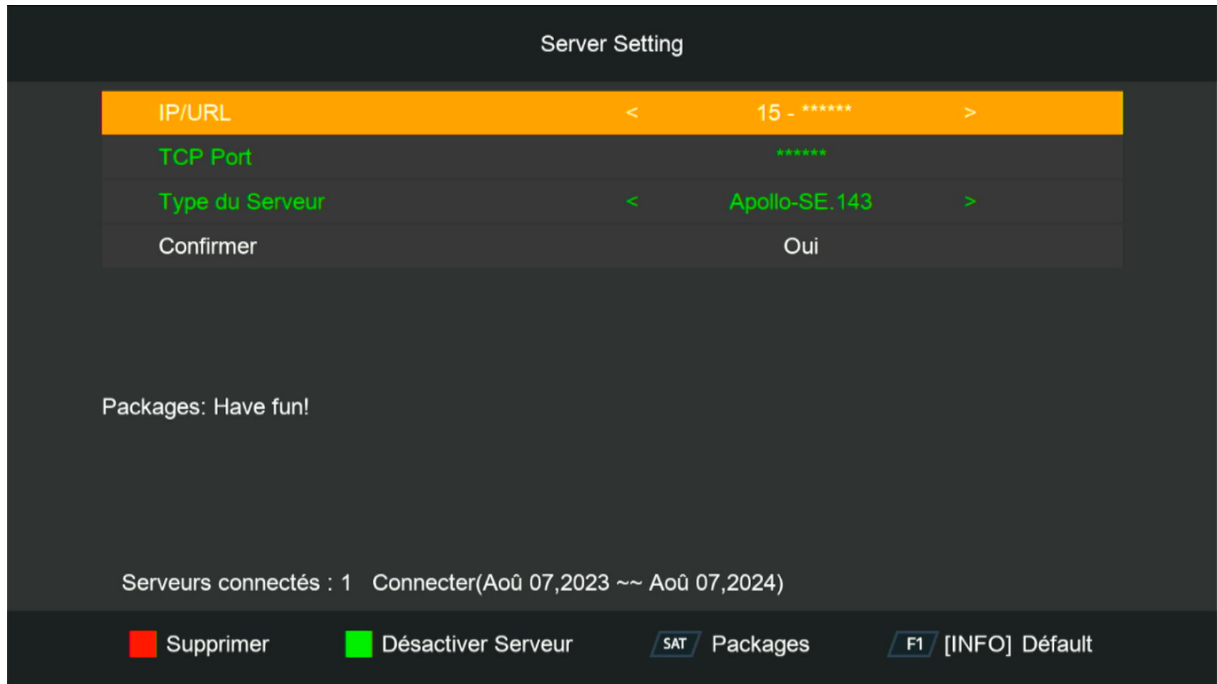 Server Setting
IP/URL < 15 - ****** >
TCP Port ******
Type du Serveur < Apollo-SE.143 >
Confirmer Oui
Packages: Have fun!
Serveurs connectés : 1 Connecter(Aoû 07,2023 ~~ Aoû 07,2024)
Supprimer Désactiver Serveur SAT Packages F1 [INFO] Défault